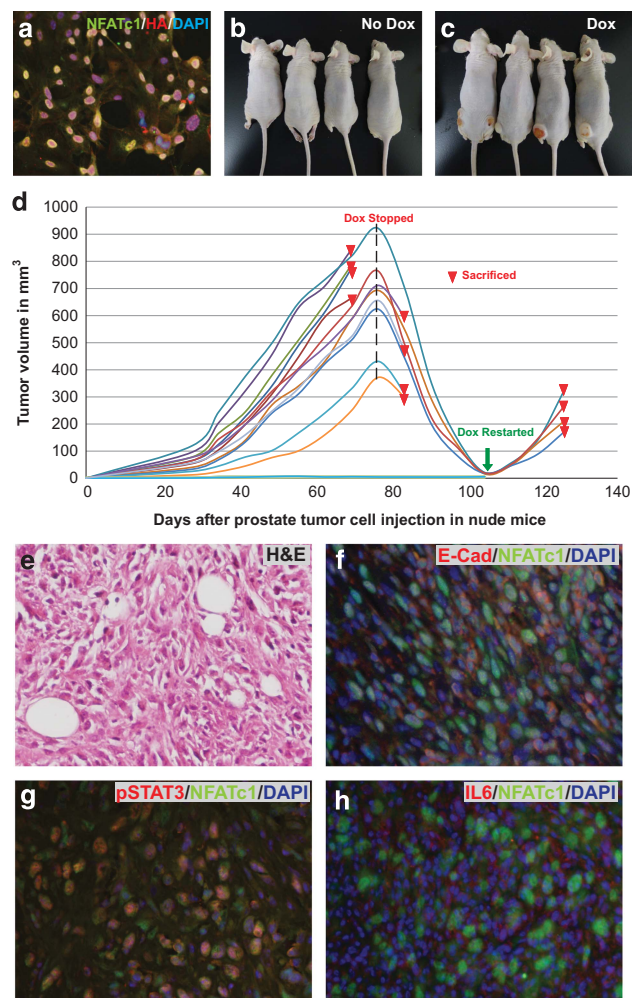 a
NFATc1/HA/DAPI
b
No Dox
c
Dox
d
1000
900
800
700
600
500
400
300
200
100
0
Tumor volume in mm³
Dox Stopped
Sacrificed
Dox Restarted
0 20 40 60 80 100 120 140
Days after prostate tumor cell injection in nude mice
e
H&E
f
E-Cad/NFATc1/DAPI
g
pSTAT3/NFATc1/DAPI
h
IL6/NFATc1/DAPI